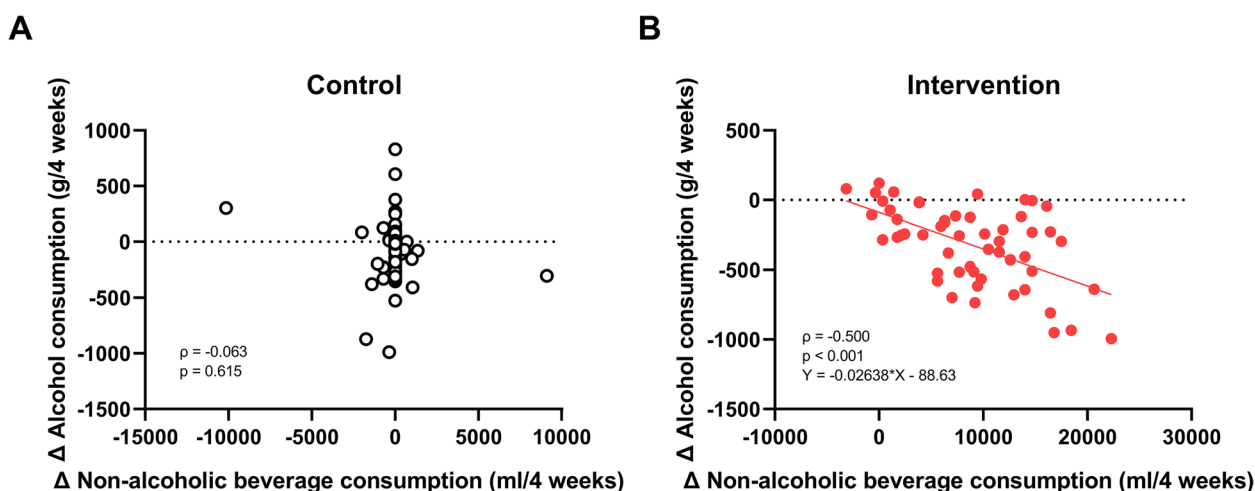 A
Control
Δ Alcohol consumption (g/4 weeks)
1000
500
0
-500
-1000
-1500
ρ = -0.063
p = 0.615
-15000 -10000 -5000 0 5000 10000
Δ Non-alcoholic beverage consumption (ml/4 weeks)
B
Intervention
Δ Alcohol consumption (g/4 weeks)
500
0
-500
-1000
-1500
ρ = -0.500
p < 0.001
Y = -0.02638*X - 88.63
-10000 0 10000 20000 30000
Δ Non-alcoholic beverage consumption (ml/4 weeks)